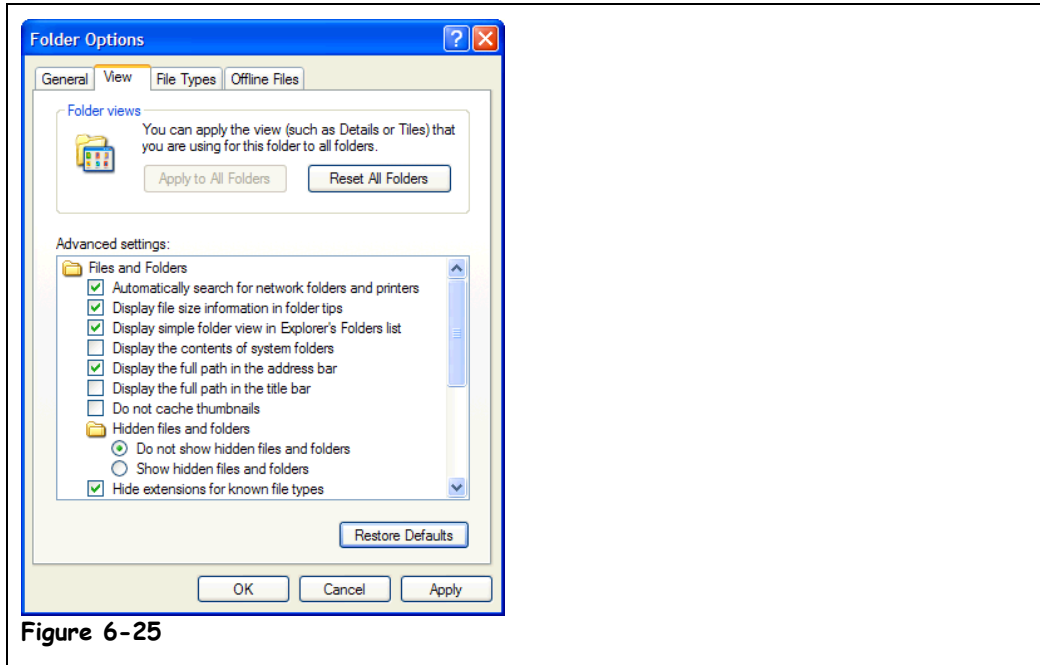 Folder Options
General View File Types Offline Files
Folder views
You can apply the view (such as Details or Tiles) that
you are using for this folder to all folders.
Apply to All Folders Reset All Folders
Advanced settings:
Files and Folders
Automatically search for network folders and printers
Display file size information in folder tips
Display simple folder view in Explorer's Folders list
Display the contents of system folders
Display the full path in the address bar
Display the full path in the title bar
Do not cache thumbnails
Hidden files and folders
Do not show hidden files and folders
Show hidden files and folders
Hide extensions for known file types
Restore Defaults
OK Cancel Apply
Figure 6-25